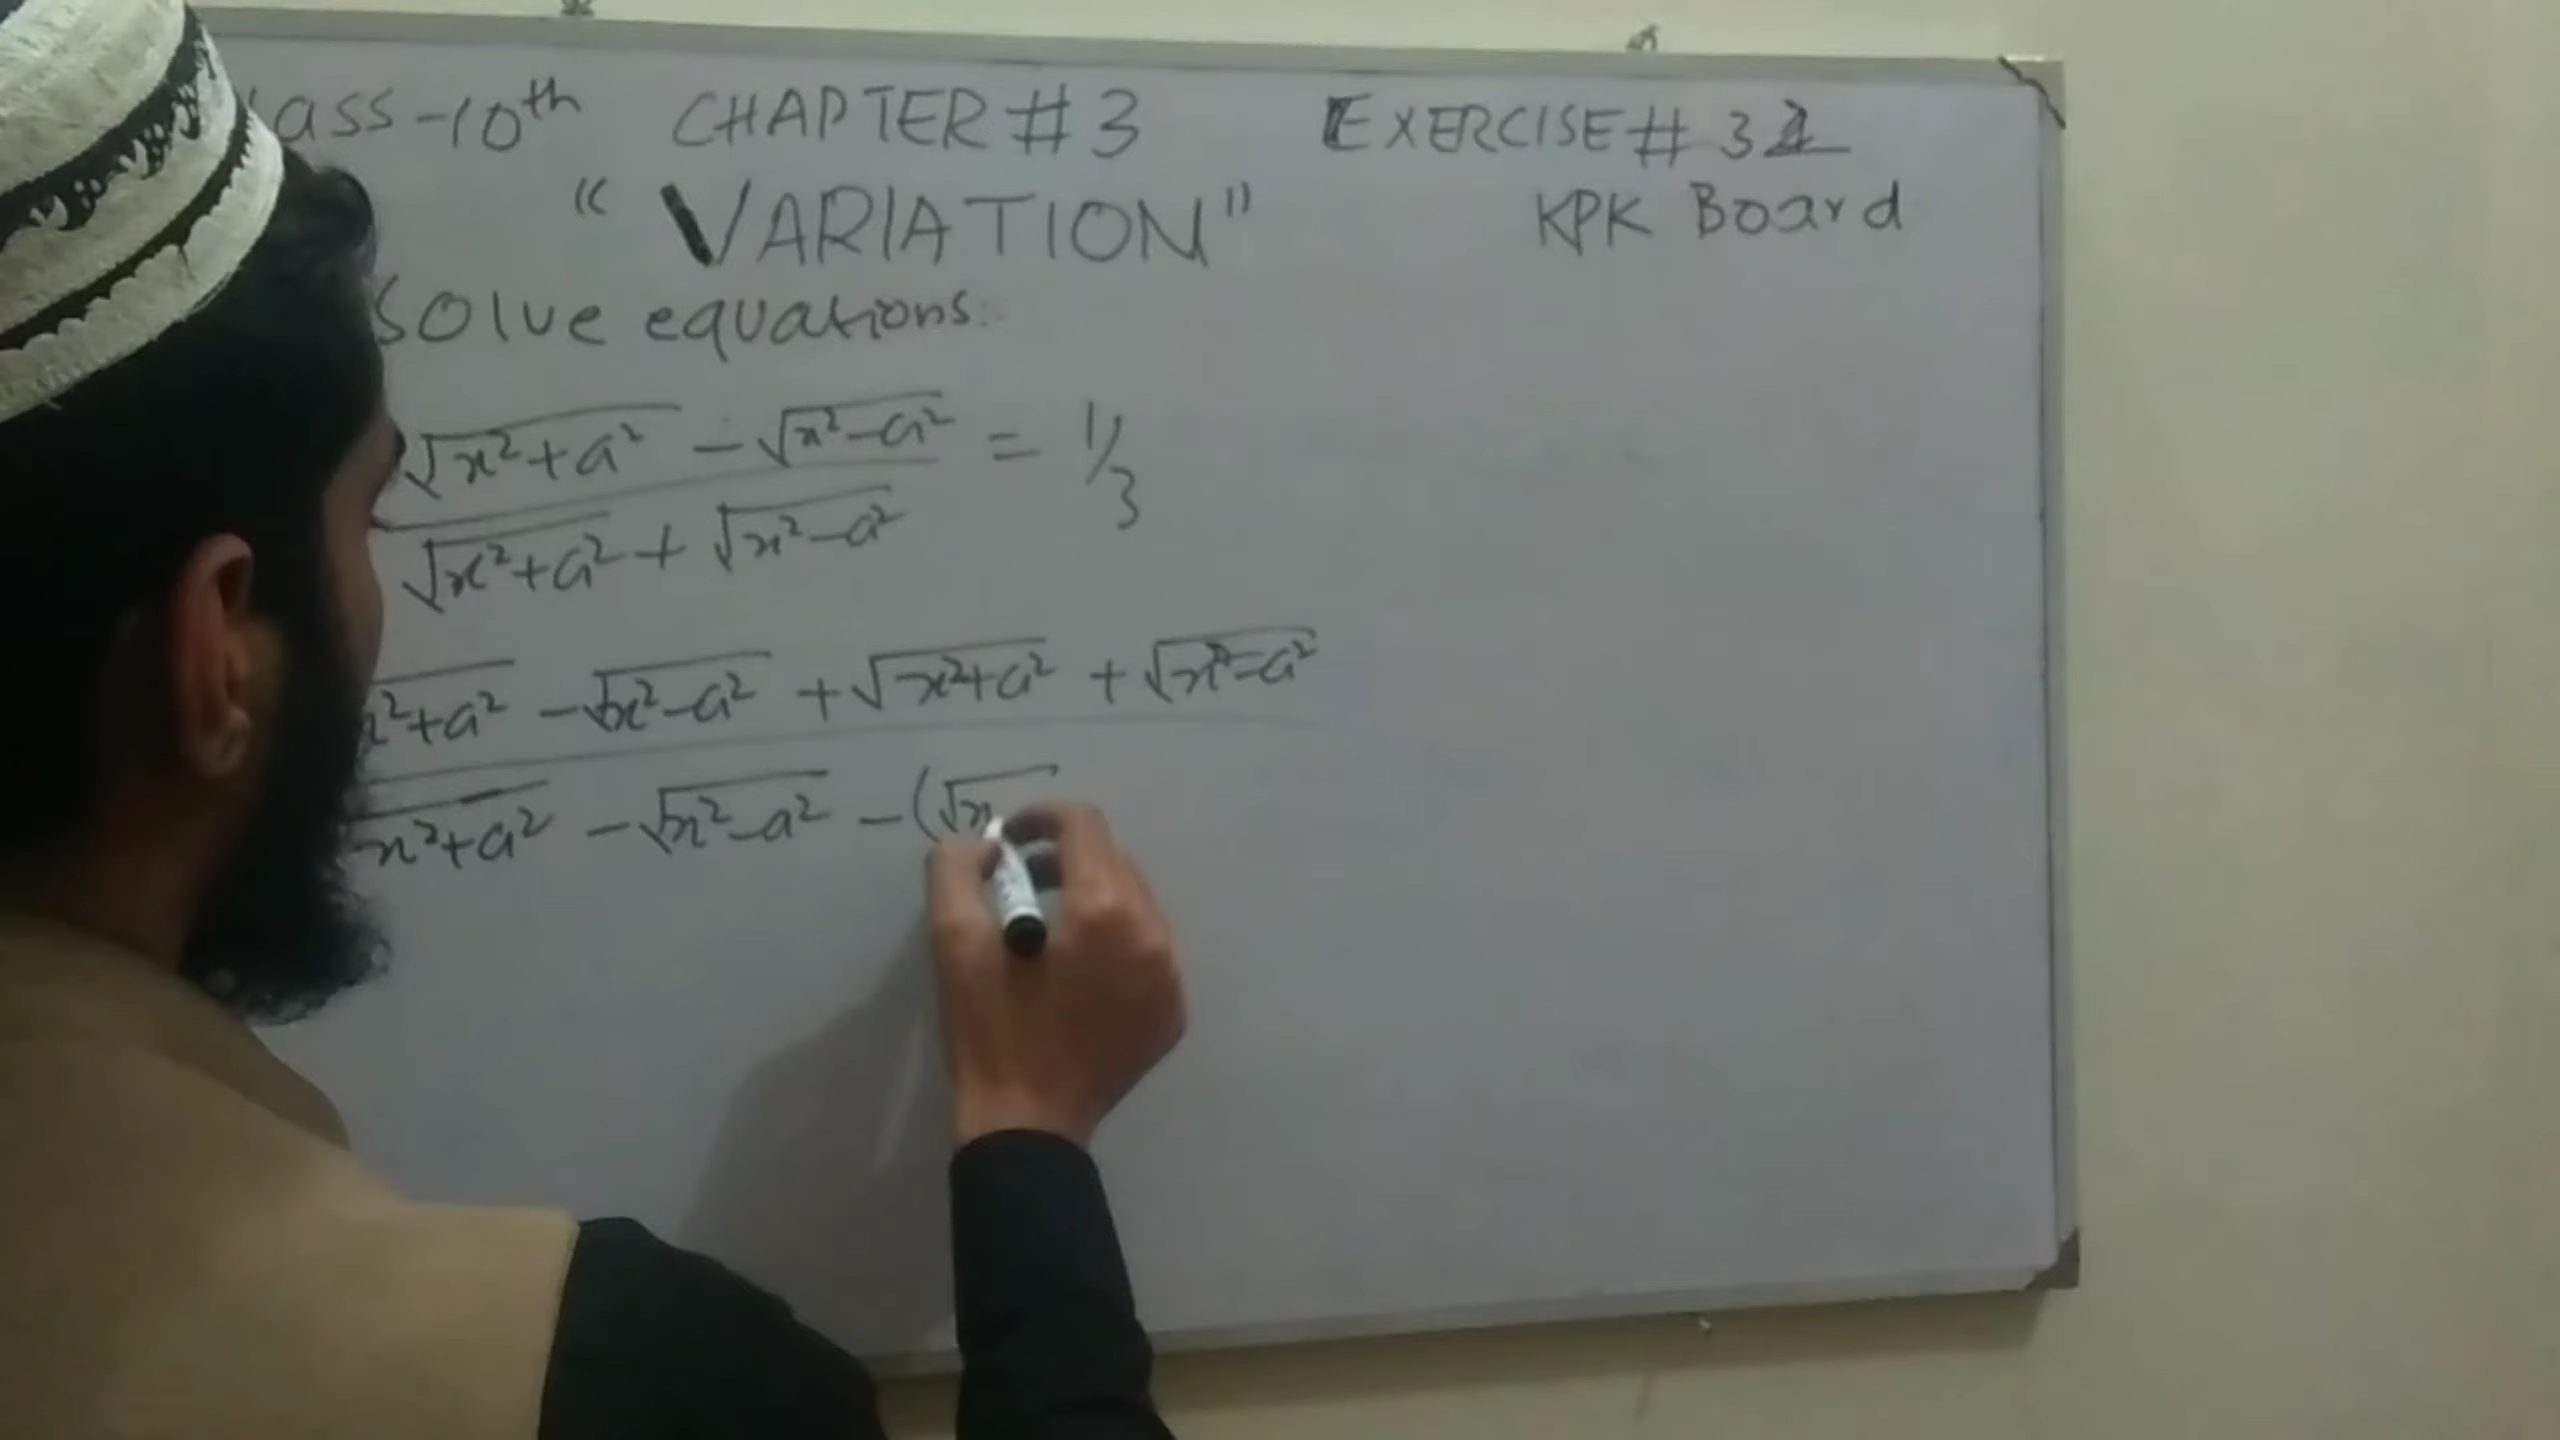 lass-10th CHAPTER # 3 EXERCISE # 3.2
" VARIATION " KPK Board
Solve equations:
√x²+a² - √x²-a² = 1/3
√x²+a² + √x²-a²
x²+a² - √x²-a² + √x²+a² + √x²-a²
x²+a² - √x²-a² - (√x